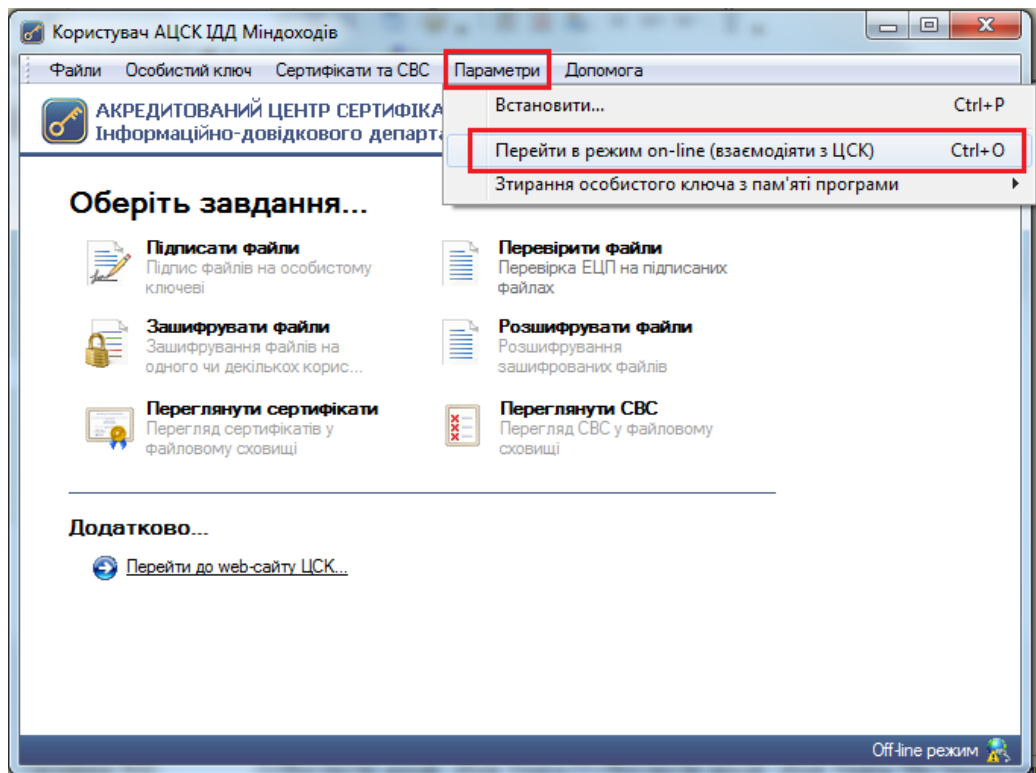 Користувач АЦСК ІДД Міндоходів
Файли Особистий ключ Сертифікати та СВС Параметри Допомога
АКРЕДИТОВАНИЙ ЦЕНТР СЕРТИФІКА
Інформаційно-довідкового департа
Встановити... Ctrl+P
Перейти в режим on-line (взаємодіяти з ЦСК) Ctrl+O
Зтирання особистого ключа з пам'яті програми
Оберіть завдання...
Підписати файли
Підпис файлів на особистому
ключеві
Перевірити файли
Перевірка ЕЦП на підписаних
файлах
Зашифрувати файли
Зашифрування файлів на
одного чи декількох корис...
Розшифрувати файли
Розшифрування
зашифрованих файлів
Переглянути сертифікати
Перегляд сертифікатів у
файловому сховищі
Переглянути СВС
Перегляд СВС у файловому
сховищі
Додатково...
Перейти до web-сайту ЦСК...
Off-line режим